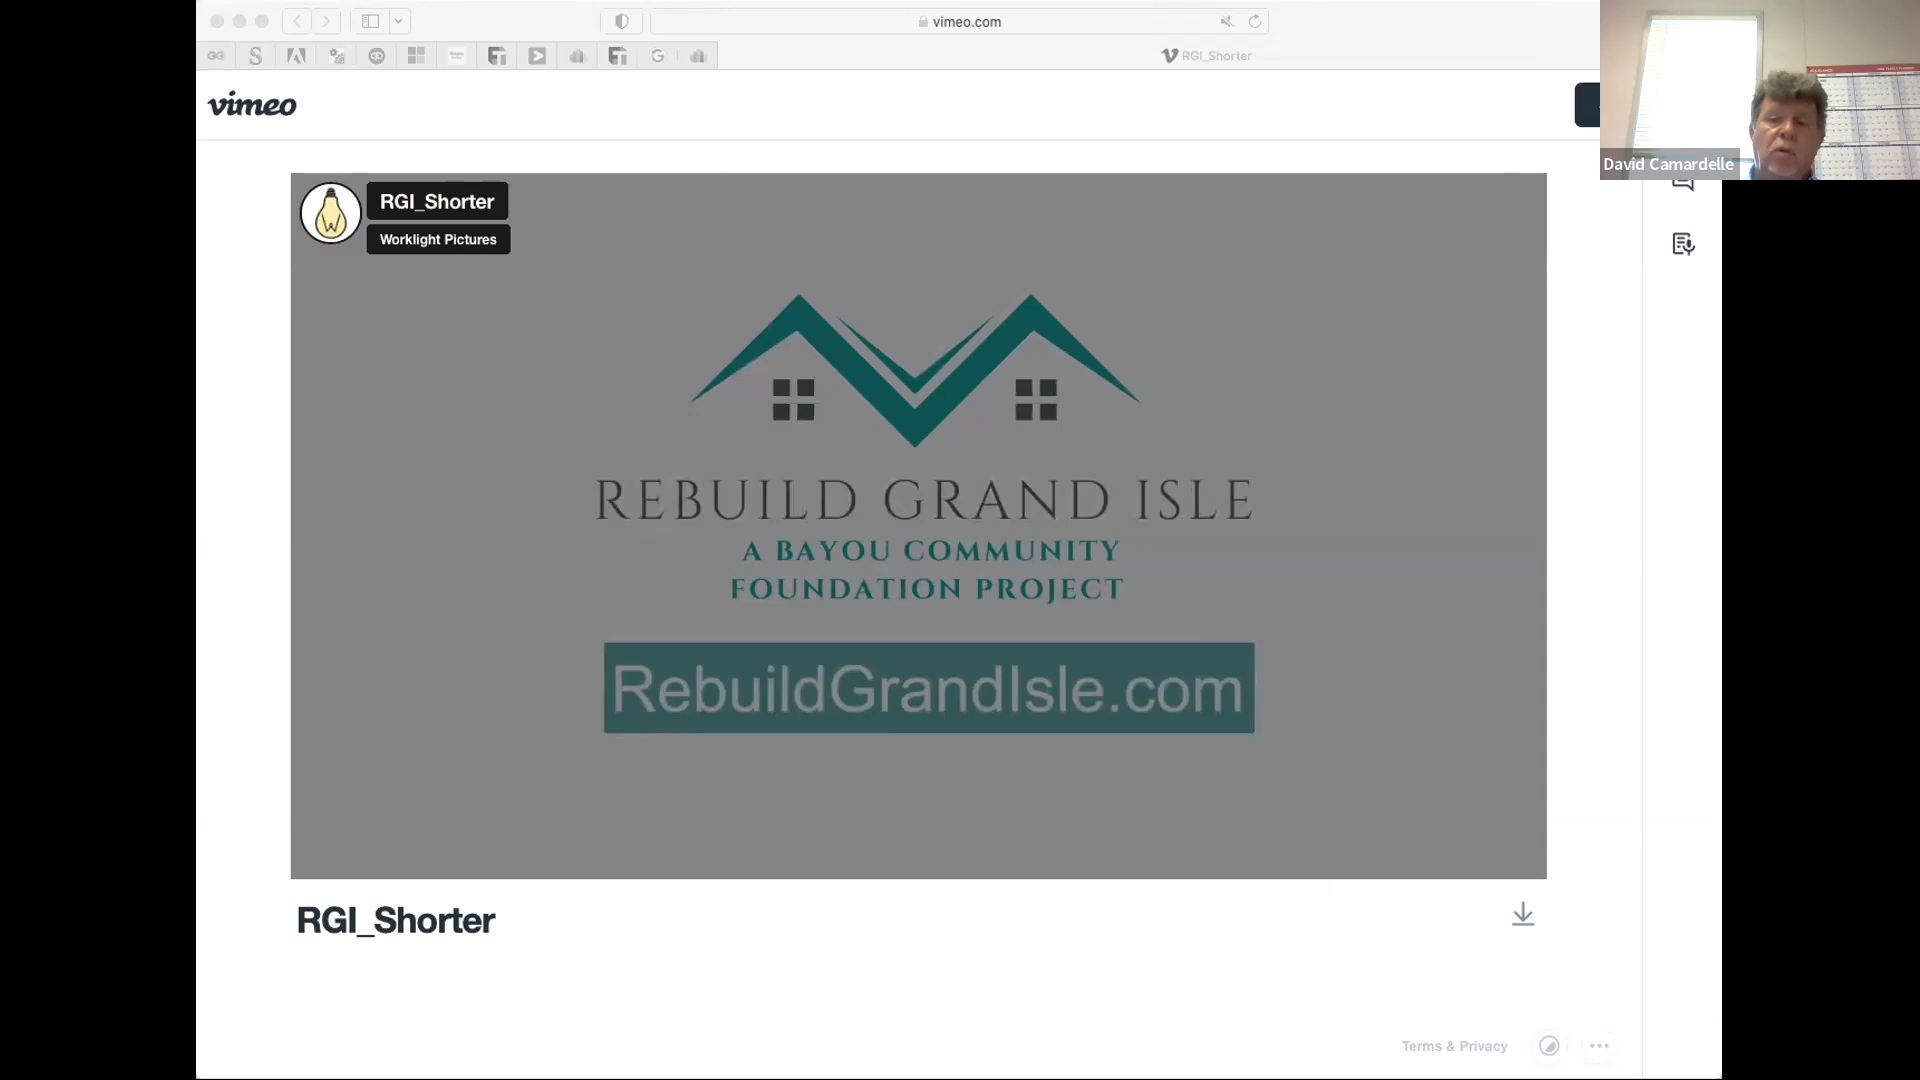 vimeo.com
GG
RGI_Shorter
vimeo
David Camardelle
RGI_Shorter
Worklight Pictures
REBUILD GRAND ISLE
A BAYOU COMMUNITY
FOUNDATION PROJECT
RebuildGrandIsle.com
RGI_Shorter
Terms & Privacy